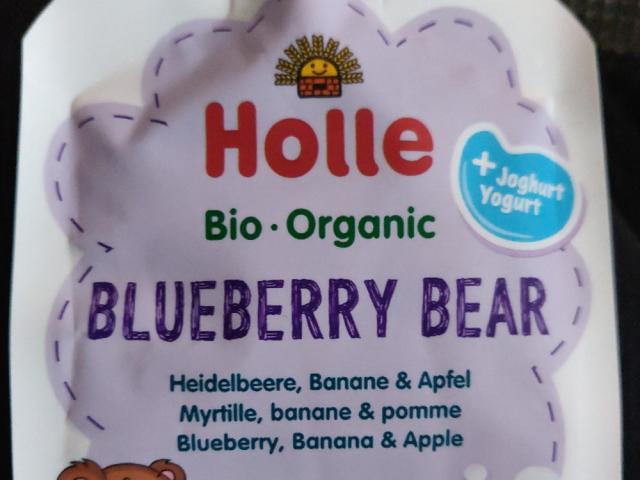 Holle
+ Joghurt
Yogurt
Bio · Organic
BLUEBERRY BEAR
Heidelbeere, Banane & Apfel
Myrtille, banane & pomme
Blueberry, Banana & Apple